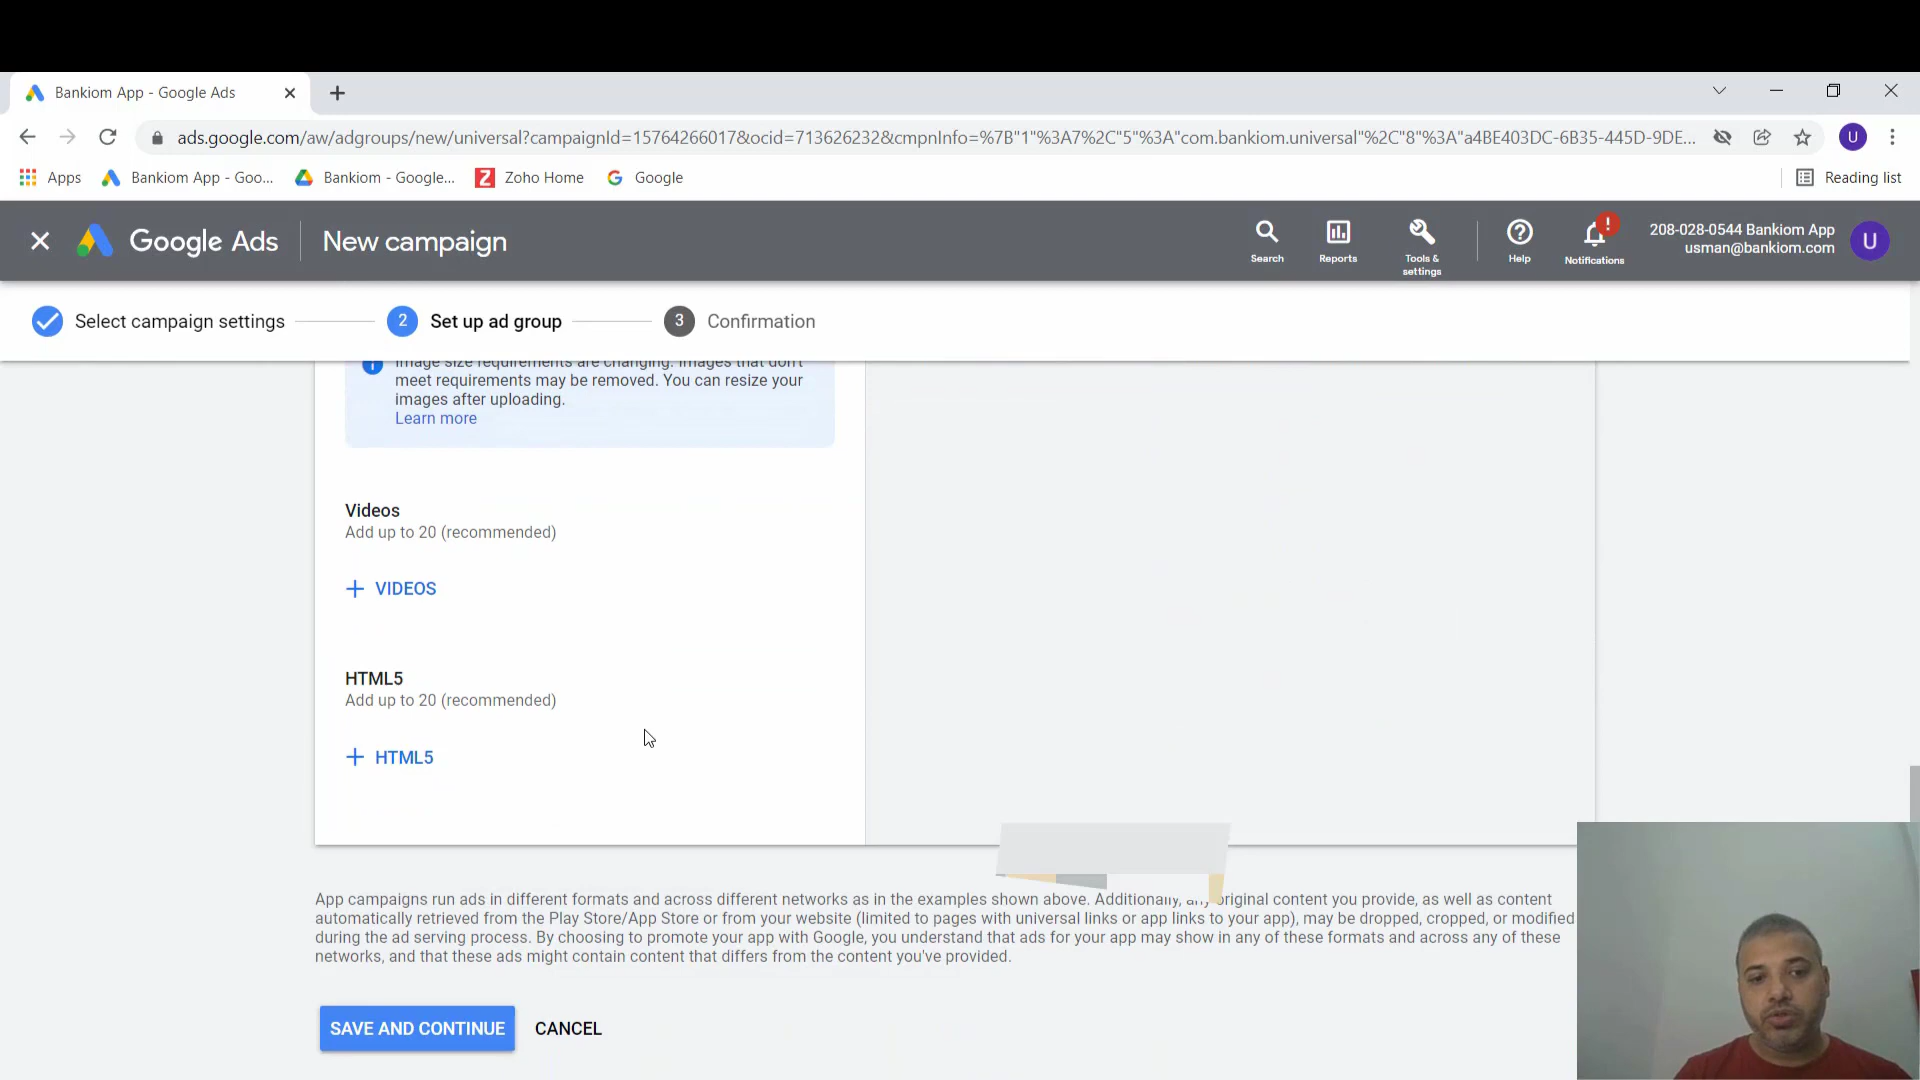 Bankiom App - Google Ads
ads.google.com/aw/adgroups/new/universal?campaignId=15764266017&ocid=713626232&cmpnInfo=%7B"1"%3A7%2C"5"%3A"com.bankiom.universal"%2C"8"%3A"a4BE403DC-6B35-445D-9DE...
U
Apps
Bankiom App - Goo...
Bankiom - Google...
Z Zoho Home
Google
Reading list
Google Ads
New campaign
Search
Reports
Tools & settings
Help
Notifications
208-028-0544 Bankiom App
usman@bankiom.com
U
Select campaign settings
2 Set up ad group
3 Confirmation
Image size requirements are changing. Images that don't
meet requirements may be removed. You can resize your
images after uploading.
Learn more
Videos
Add up to 20 (recommended)
+ VIDEOS
HTML5
Add up to 20 (recommended)
+ HTML5
App campaigns run ads in different formats and across different networks as in the examples shown above. Additionally, any original content you provide, as well as content
automatically retrieved from the Play Store/App Store or from your website (limited to pages with universal links or app links to your app), may be dropped, cropped, or modified
during the ad serving process. By choosing to promote your app with Google, you understand that ads for your app may show in any of these formats and across any of these
networks, and that these ads might contain content that differs from the content you've provided.
SAVE AND CONTINUE
CANCEL